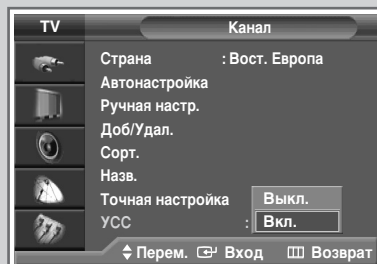 TV Канал
Страна : Вост. Европа
Автонастройка
Ручная настр.
Доб/Удал.
Сорт.
Назв.
Точная настройка Выкл.
УСС : Вкл.
Перем. Вход Возврат